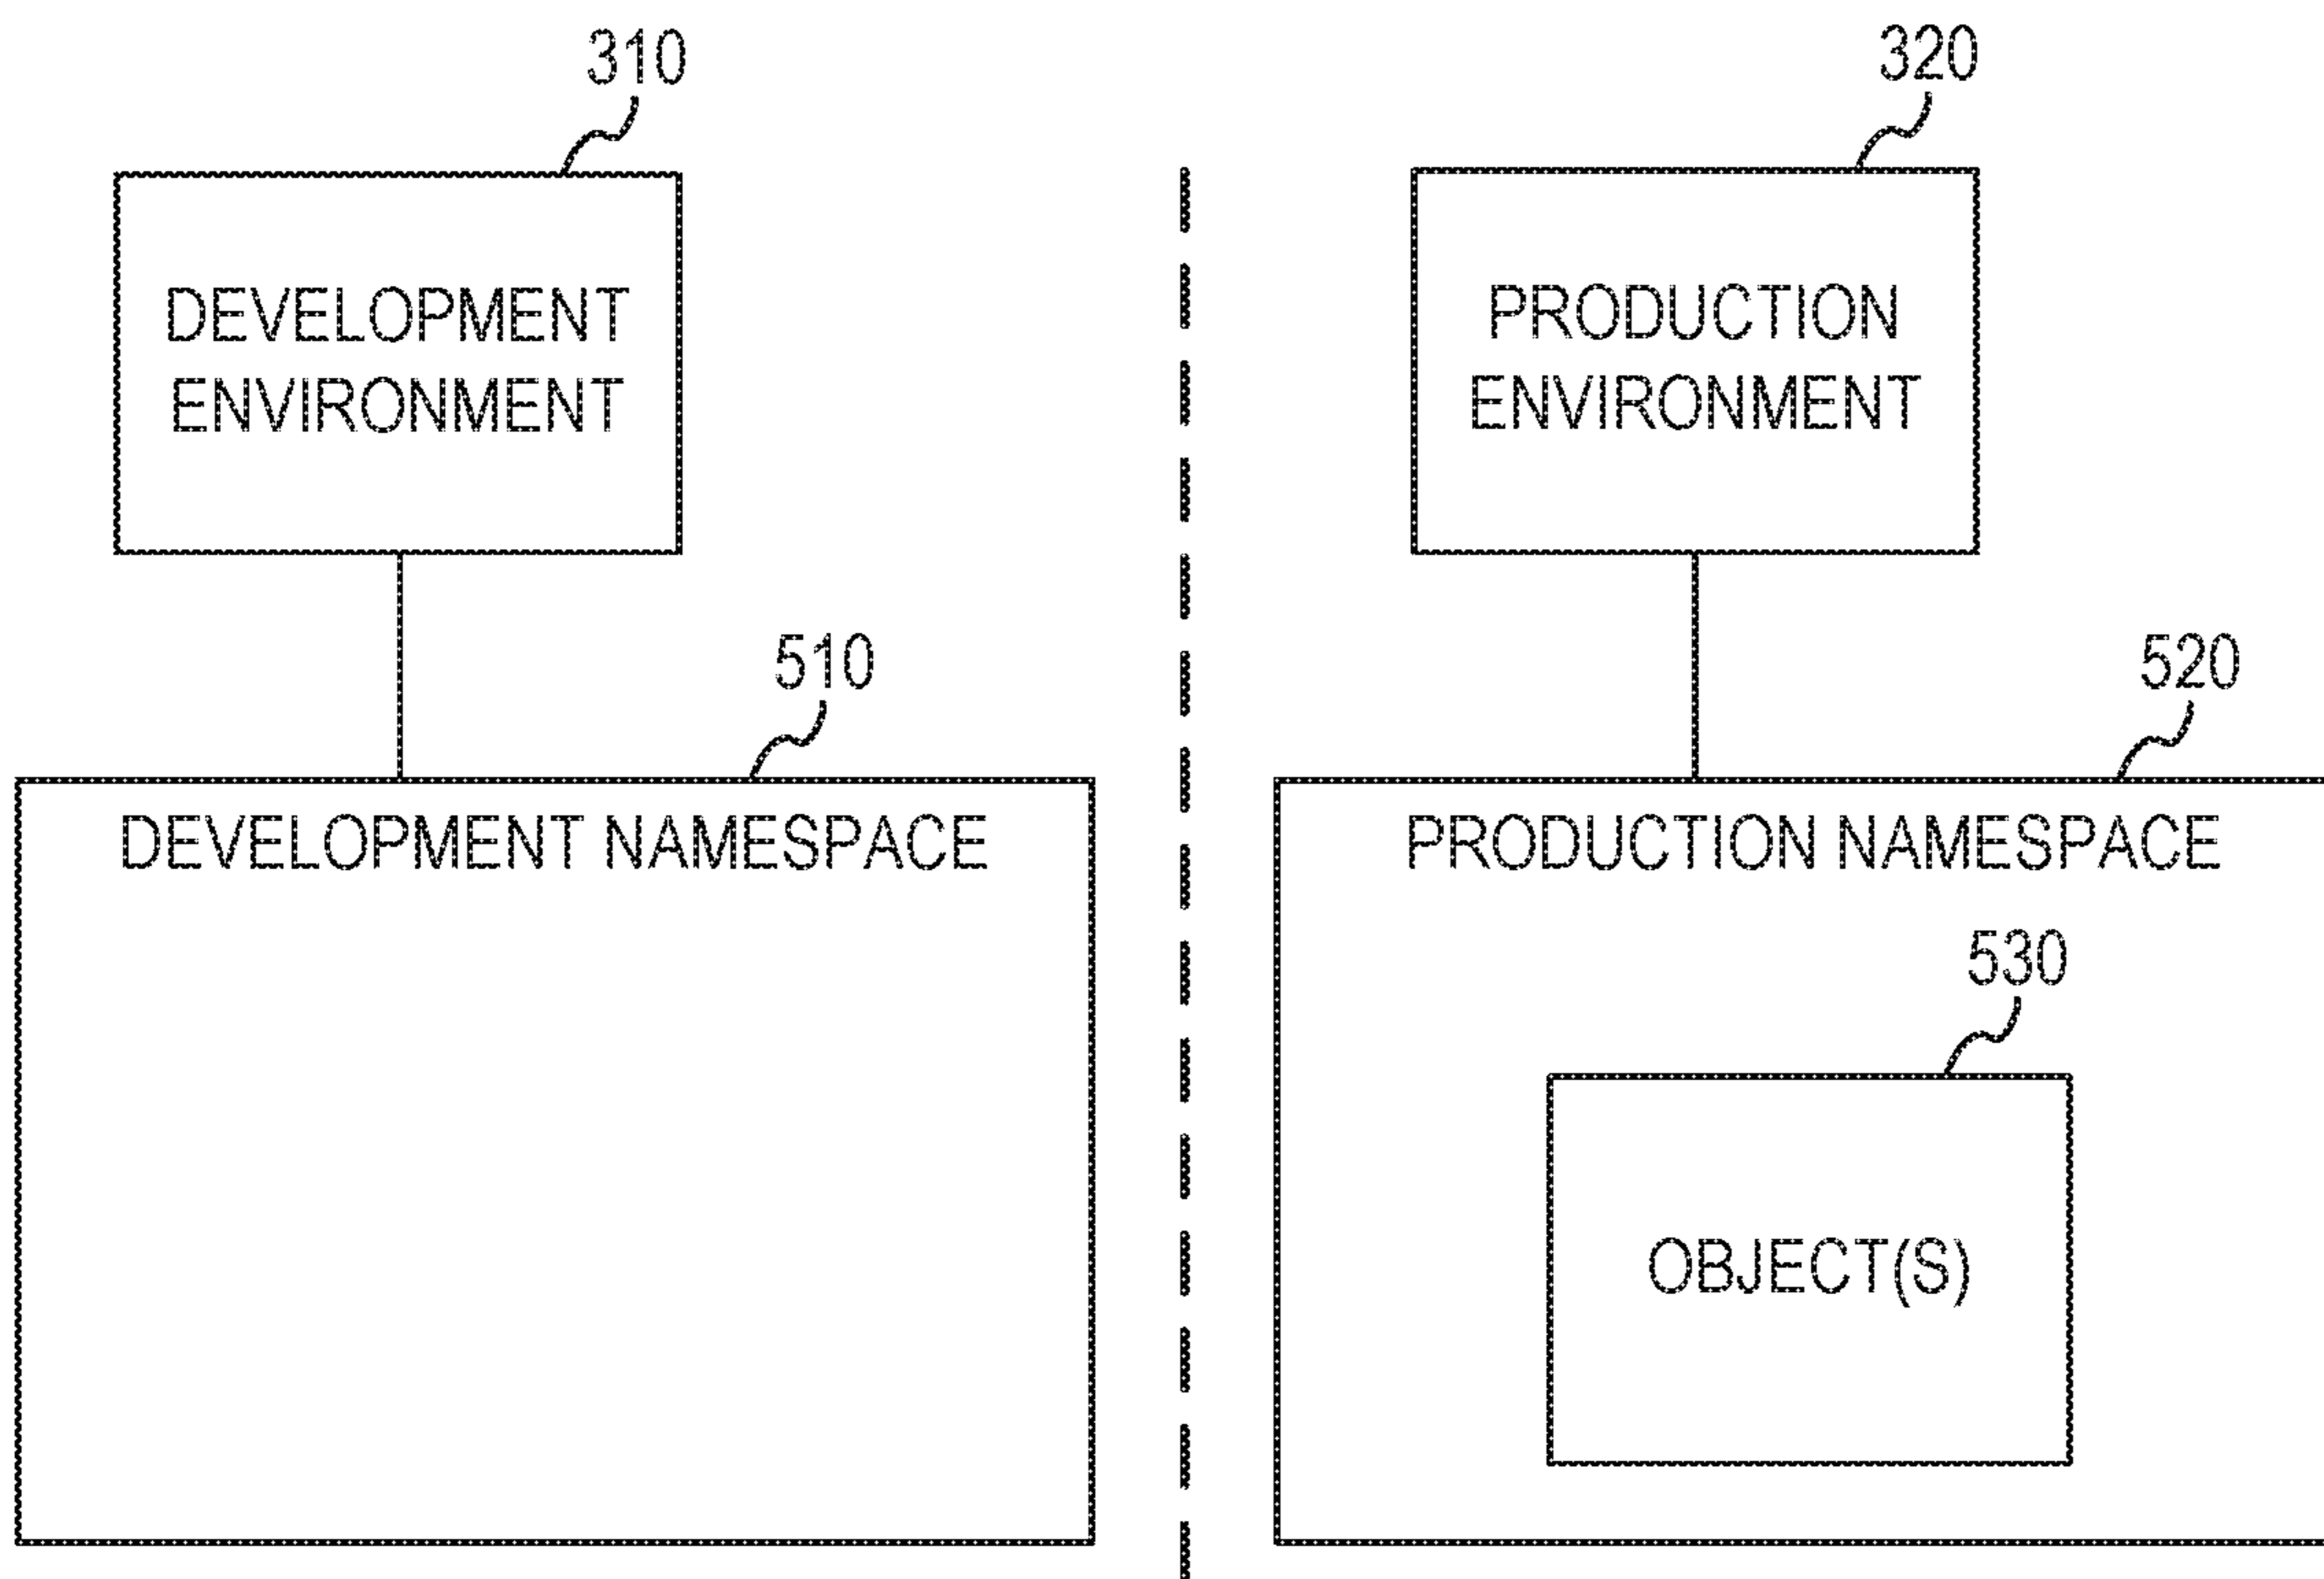 310
320
DEVELOPMENT
ENVIRONMENT
PRODUCTION
ENVIRONMENT
510
520
DEVELOPMENT NAMESPACE
PRODUCTION NAMESPACE
530
OBJECT(S)